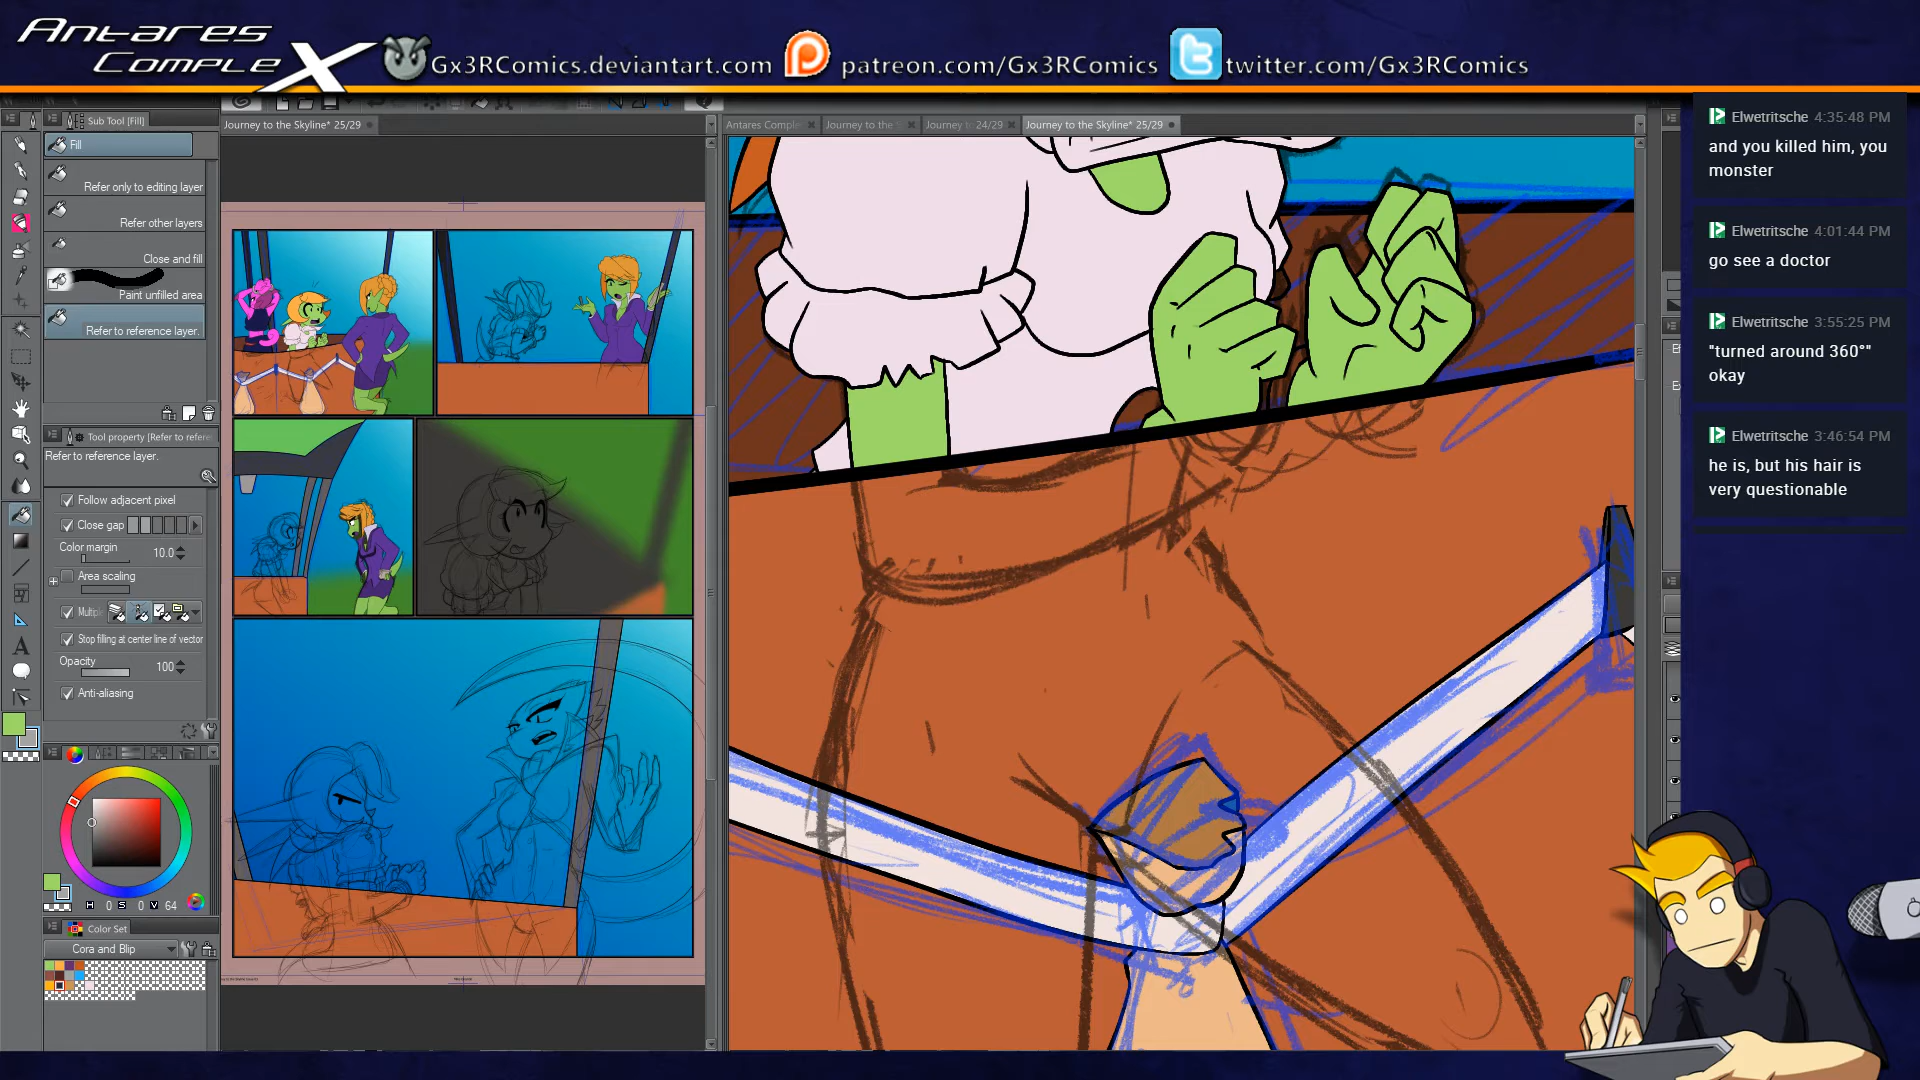 Antares
Complex
Gx3RComics.deviantart.com
patreon.com/Gx3RComics
twitter.com/Gx3RComics
Sub Tool [Fill]
Fill
Refer only to editing layer
Refer other layers
Close and fill
Paint unfilled area
Refer to reference layer.
Tool property [Refer to refere
Refer to reference layer.
Follow adjacent pixel
Close gap
Color margin
10.0
Area scaling
Multiple
Stop filling at center line of vector
Opacity
100
Anti-aliasing
H 0 S 0 V 64
Color Set
Cora and Blip
Journey to the Skyline* 25/29
Antares Compl
Journey to the
Journey 24/29
Journey to the Skyline* 25/29
Elwetritsche 4:35:48 PM
and you killed him, you
monster
Elwetritsche 4:01:44 PM
go see a doctor
Elwetritsche 3:55:25 PM
"turned around 360°"
okay
Elwetritsche 3:46:54 PM
he is, but his hair is
very questionable